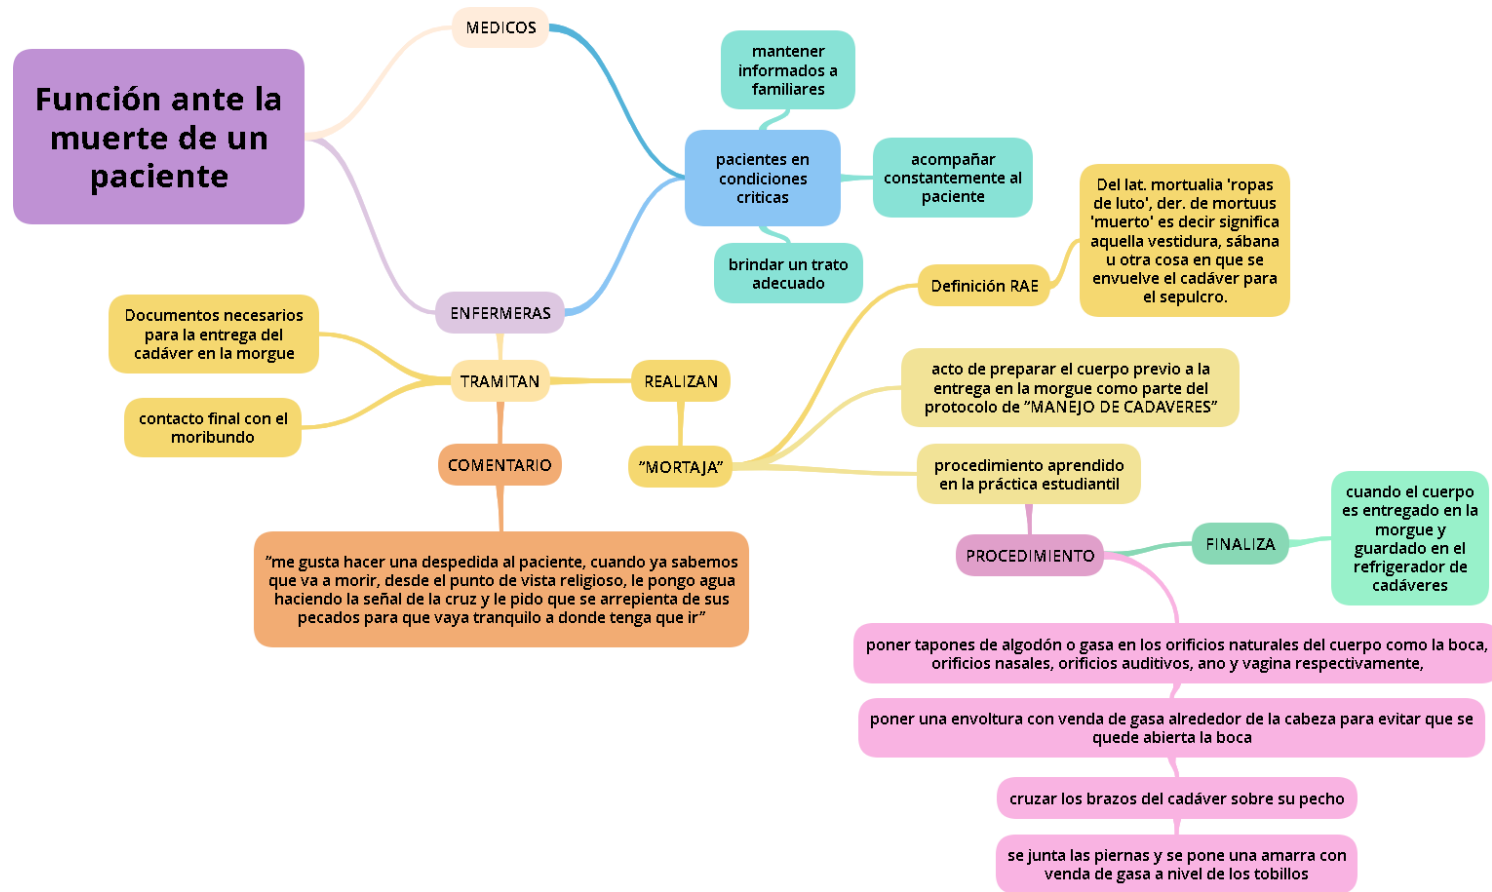 Función ante la
muerte de un
paciente
MEDICOS
mantener
informados a
familiares
pacientes en
condiciones
criticas
acompañar
constantemente al
paciente
brindar un trato
adecuado
ENFERMERAS
Documentos necesarios
para la entrega del
cadáver en la morgue
TRAMITAN
contacto final con el
moribundo
REALIZAN
COMENTARIO
"MORTAJA"
"me gusta hacer una despedida al paciente, cuando ya sabemos
que va a morir, desde el punto de vista religioso, le pongo agua
haciendo la señal de la cruz y le pido que se arrepienta de sus
pecados para que vaya tranquilo a donde tenga que ir"
Definición RAE
Del lat. mortualia 'ropas
de luto', der. de mortuus
'muerto' es decir significa
aquella vestidura, sábana
u otra cosa en que se
envuelve el cadáver para
el sepulcro.
acto de preparar el cuerpo previo a la
entrega en la morgue como parte del
protocolo de "MANEJO DE CADAVERES"
procedimiento aprendido
en la práctica estudiantil
PROCEDIMIENTO
FINALIZA
cuando el cuerpo
es entregado en la
morgue y
guardado en el
refrigerador de
cadáveres
poner tapones de algodón o gasa en los orificios naturales del cuerpo como la boca,
orificios nasales, orificios auditivos, ano y vagina respectivamente,
poner una envoltura con venda de gasa alrededor de la cabeza para evitar que se
quede abierta la boca
cruzar los brazos del cadáver sobre su pecho
se junta las piernas y se pone una amarra con
venda de gasa a nivel de los tobillos